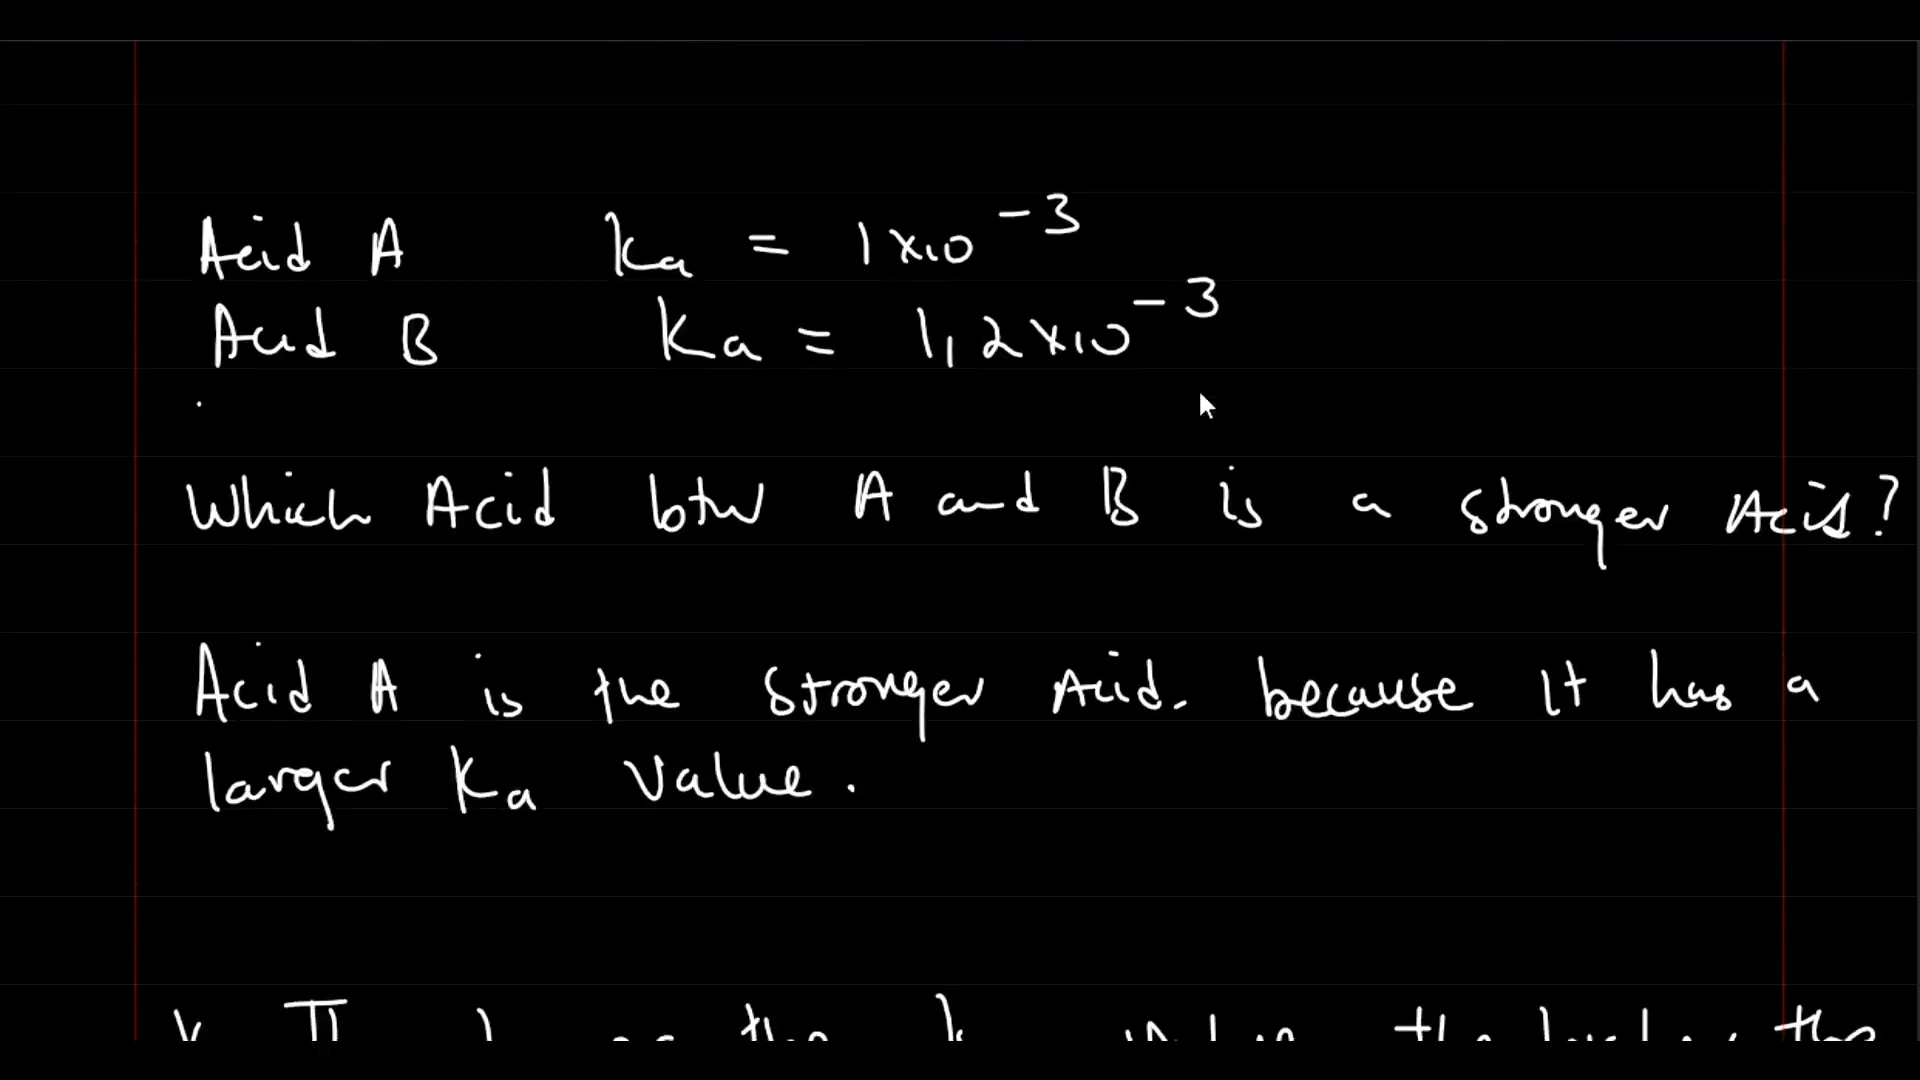 Acid A Ka = 1x10⁻³
Acid B Ka = 1,2x10⁻³
Which Acid btw A and B is a stronger Acid?
Acid A is the stronger Acid. because It has a
larger Ka value.